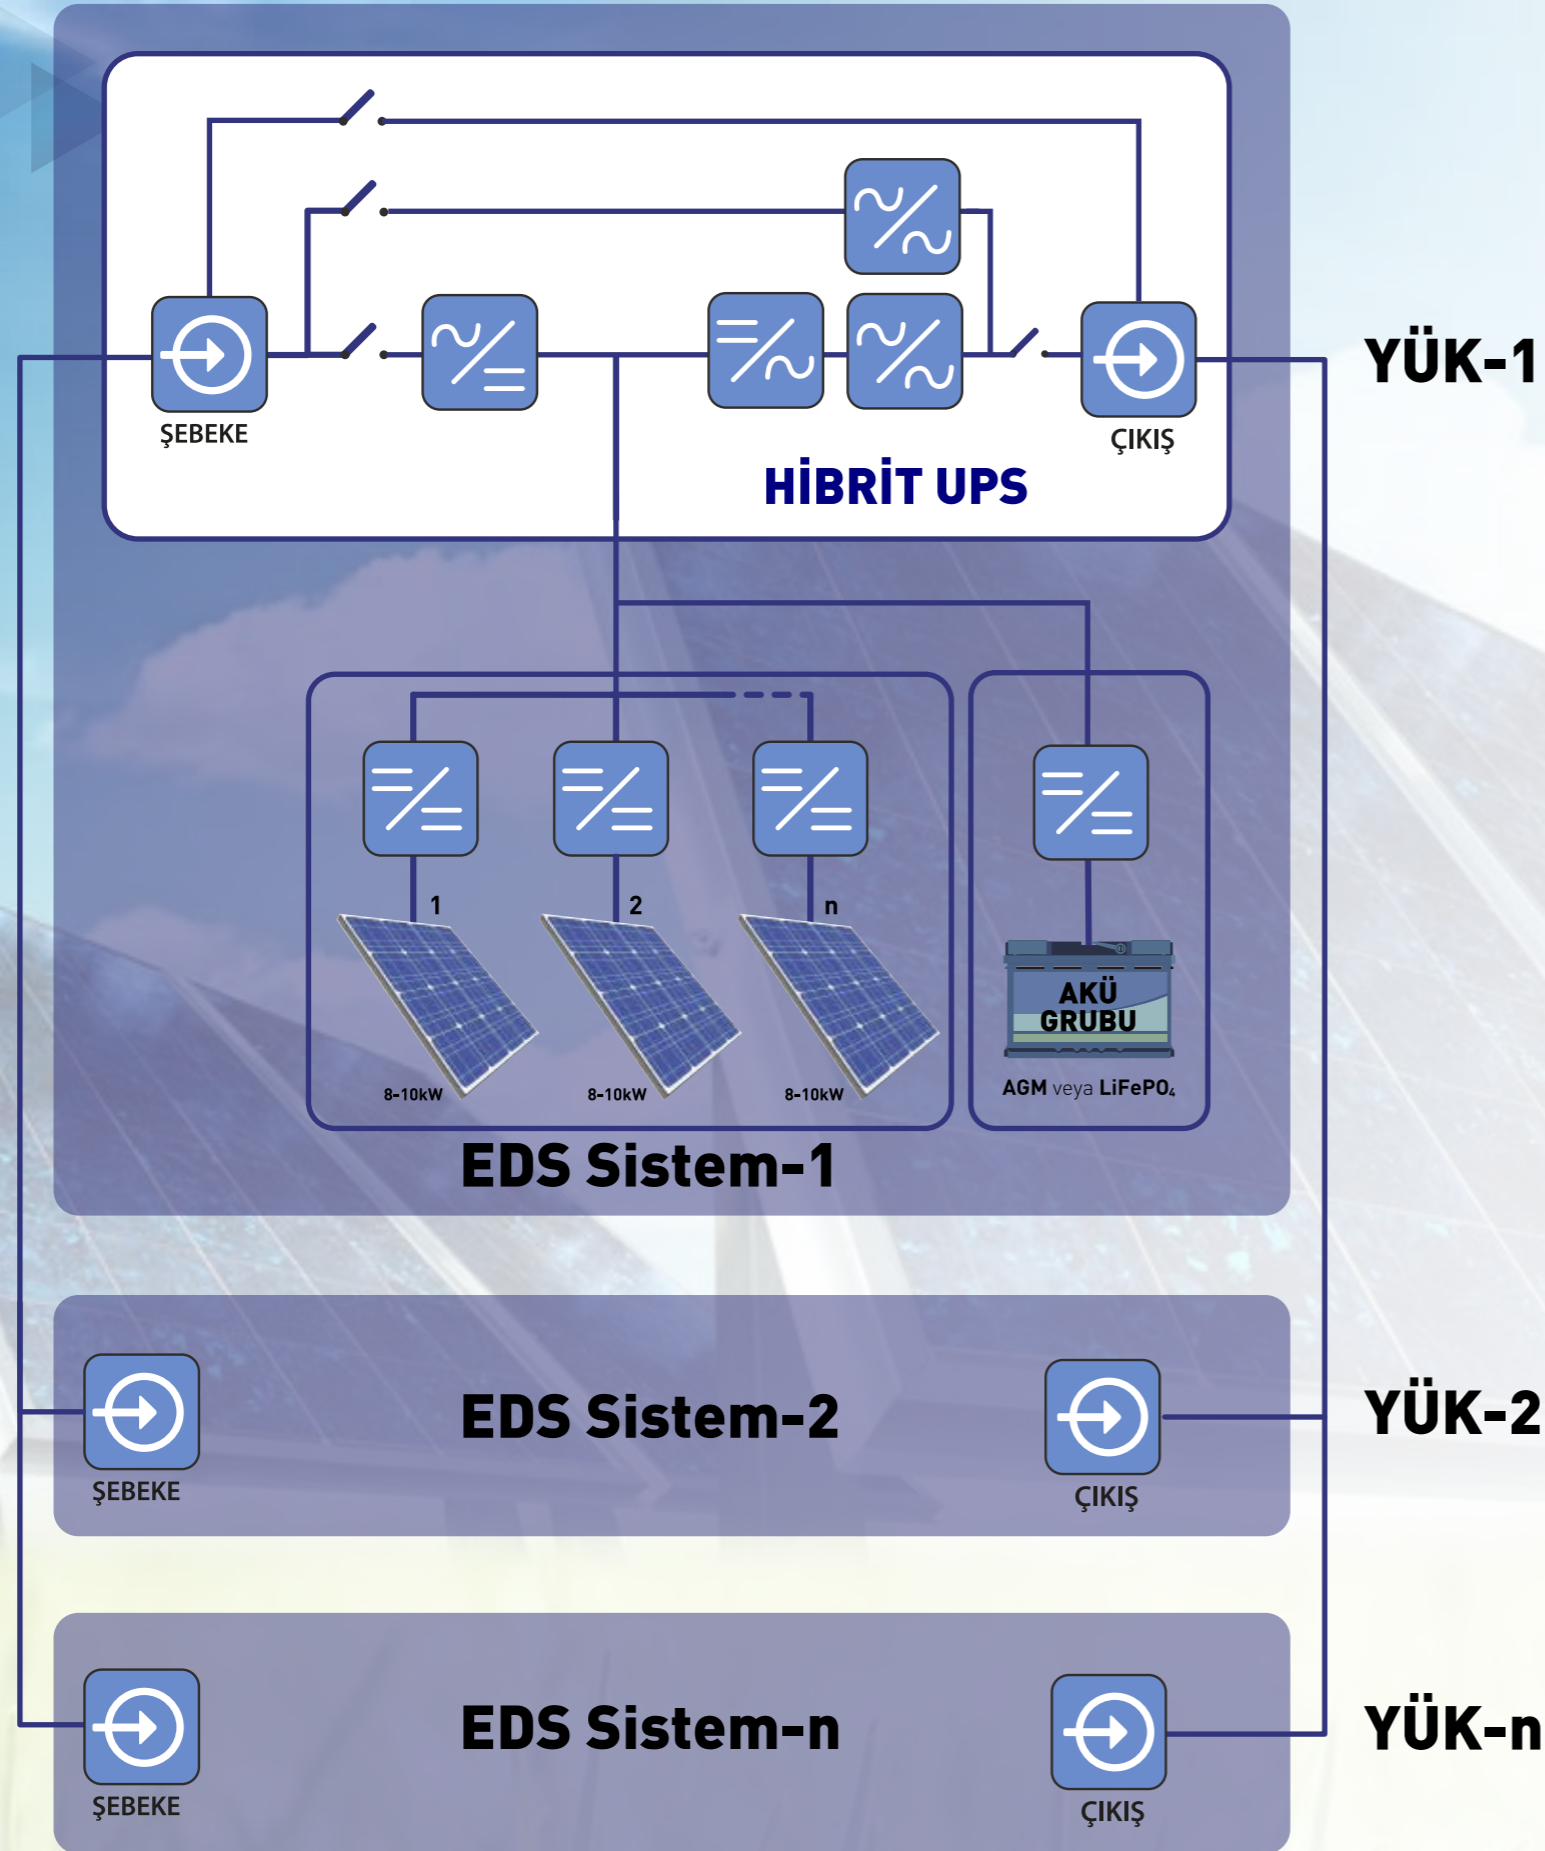 ŞEBEKE
ÇIKIŞ
YÜK-1
HİBRİT UPS
1
2
n
8-10kW
8-10kW
8-10kW
AKÜ
GRUBU
AGM veya LiFePO₄
EDS Sistem-1
EDS Sistem-2
ŞEBEKE
ÇIKIŞ
YÜK-2
EDS Sistem-n
ŞEBEKE
ÇIKIŞ
YÜK-n